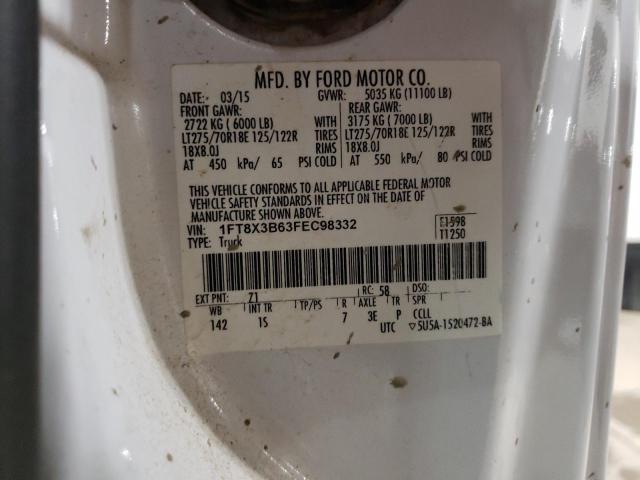 MFD. BY FORD MOTOR CO.
DATE: 03/15 GVWR: 5035 KG (11100 LB)
FRONT GAWR: REAR GAWR:
2722 KG ( 6000 LB) WITH 3175 KG ( 7000 LB) WITH
LT275/70R18E 125/122R TIRES LT275/70R18E 125/122R TIRES
18X8.0J RIMS 18X8.0J RIMS
AT 450 kPa/ 65 PSI COLD AT 550 kPa/ 80 PSI COLD
THIS VEHICLE CONFORMS TO ALL APPLICABLE FEDERAL MOTOR
VEHICLE SAFETY STANDARDS IN EFFECT ON THE DATE OF
MANUFACTURE SHOWN ABOVE.
VIN: 1FT8X3B63FEC98332 E1598
TYPE: Truck T1250
EXT PNT: 71 RC: 58 DSO:
WB INT TR TP/PS R AXLE TR SPR
142 1S 7 3E P CCLL
UTC ▽5U5A-1520472-BA